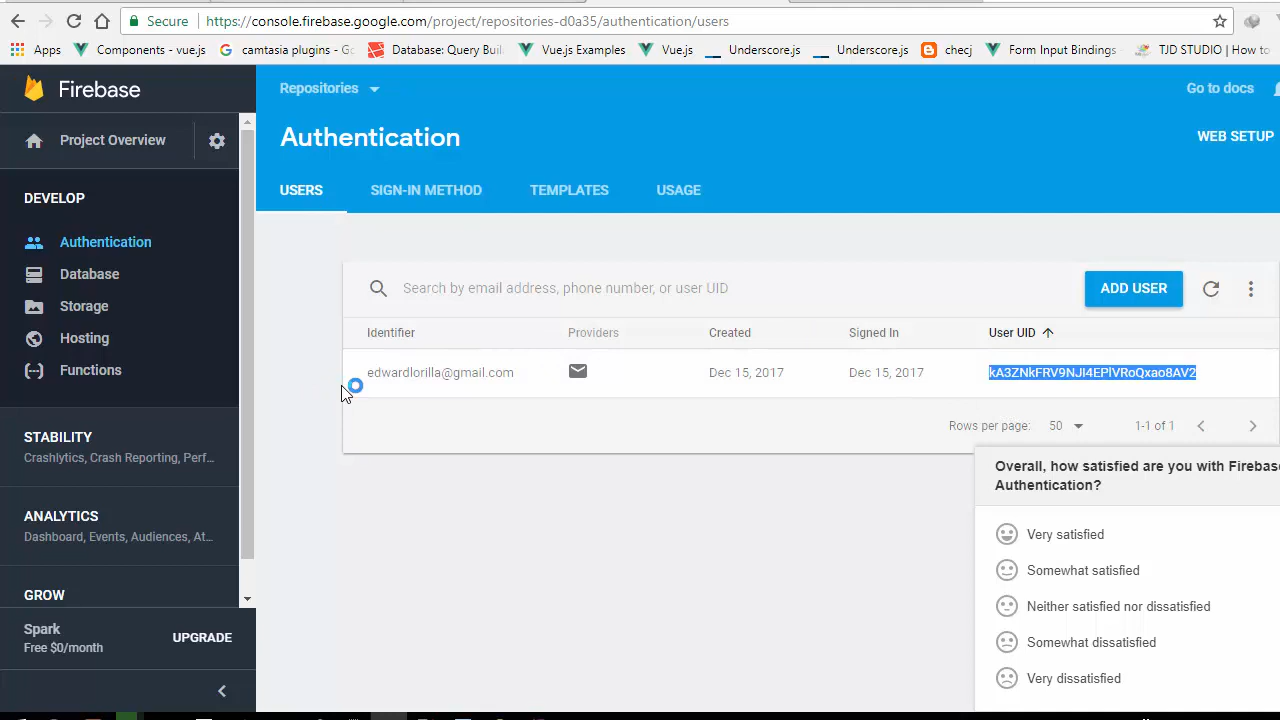 Secure https://console.firebase.google.com/project/repositories-d0a35/authentication/users
Apps Components - vue.js camtasia plugins - Go Database: Query Buil Vue.js Examples Vue.js Underscore.js Underscore.js checj Form Input Bindings TJD STUDIO | How to
Firebase
Project Overview
DEVELOP
Authentication
Database
Storage
Hosting
Functions
STABILITY
Crashlytics, Crash Reporting, Perf...
ANALYTICS
Dashboard, Events, Audiences, At...
GROW
Spark
Free $0/month
UPGRADE
Repositories
Go to docs
Authentication
WEB SETUP
USERS SIGN-IN METHOD TEMPLATES USAGE
Search by email address, phone number, or user UID
ADD USER
Identifier Providers Created Signed In User UID
edwardlorilla@gmail.com Dec 15, 2017 Dec 15, 2017 kA3ZNkFRV9NJI4EPlVRoQxao8AV2
Rows per page: 50 1-1 of 1
Overall, how satisfied are you with Firebase
Authentication?
Very satisfied
Somewhat satisfied
Neither satisfied nor dissatisfied
Somewhat dissatisfied
Very dissatisfied